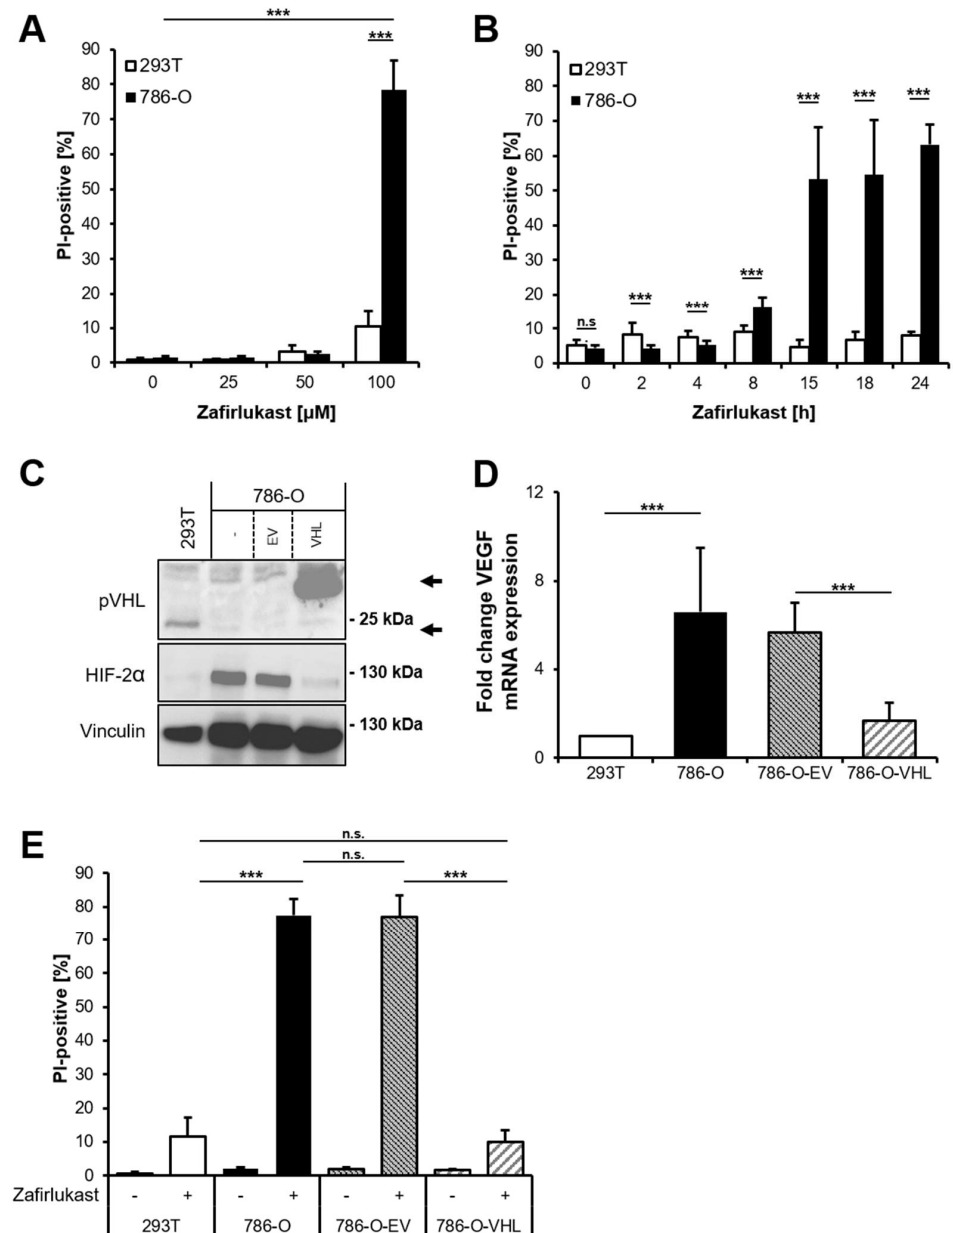 A
***
***
90
80
70
60
50
40
30
20
10
0
PI-positive [%]
293T
786-O
0 25 50 100
Zafirlukast [µM]
B
90
80
70
60
50
40
30
20
10
0
PI-positive [%]
293T
786-O
n.s
***
***
***
***
***
***
0 2 4 8 15 18 24
Zafirlukast [h]
C
786-O
293T
-
EV
VHL
pVHL
- 25 kDa
HIF-2α
- 130 kDa
Vinculin
- 130 kDa
D
12
8
4
0
Fold change VEGF
mRNA expression
***
***
293T 786-O 786-O-EV 786-O-VHL
E
n.s.
n.s.
***
***
90
80
70
60
50
40
30
20
10
0
PI-positive [%]
Zafirlukast - + - + - + - +
293T 786-O 786-O-EV 786-O-VHL